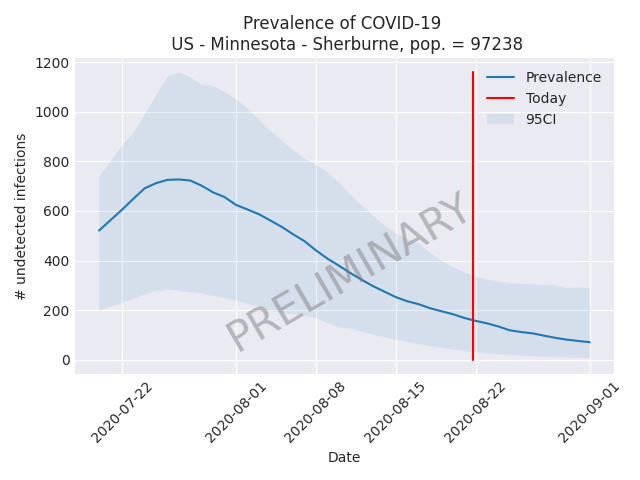 Prevalence of COVID-19
US - Minnesota - Sherburne, pop. = 97238
1200
1000
800
600
400
200
0
# undetected infections
Prevalence
Today
95CI
PRELIMINARY
2020-07-22
2020-08-01
2020-08-08
2020-08-15
2020-08-22
2020-09-01
Date